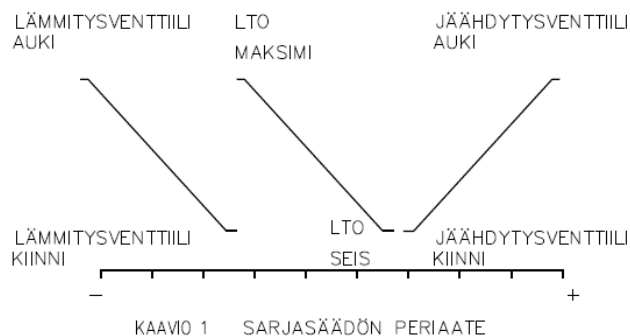 LÄMMITYSVENTTIILI
AUKI
LTO
MAKSIMI
JÄÄHDYTYSVENTTIILI
AUKI
LÄMMITYSVENTTIILI
KIINNI
LTO
SEIS
JÄÄHDYTYSVENTTIILI
KIINNI
– +
KAAVIO 1 SARJASÄÄDÖN PERIAATE